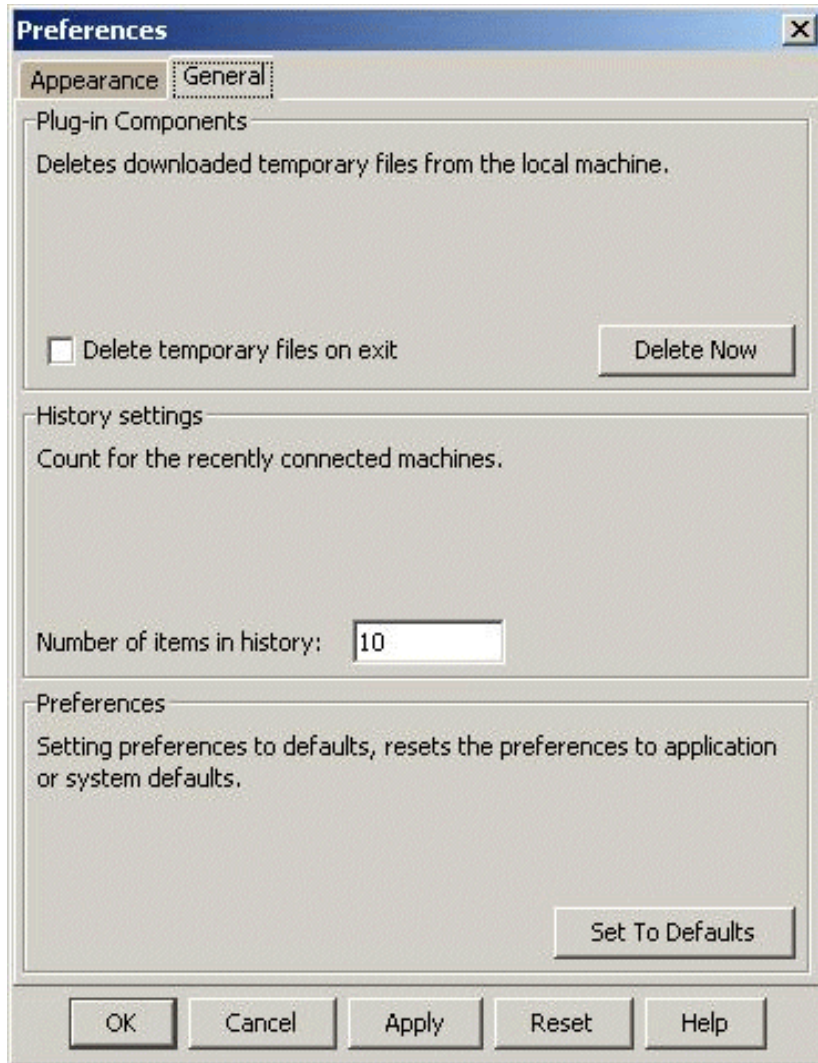 Preferences
Appearance General
Plug-in Components
Deletes downloaded temporary files from the local machine.
Delete temporary files on exit Delete Now
History settings
Count for the recently connected machines.
Number of items in history: 10
Preferences
Setting preferences to defaults, resets the preferences to application
or system defaults.
Set To Defaults
OK Cancel Apply Reset Help